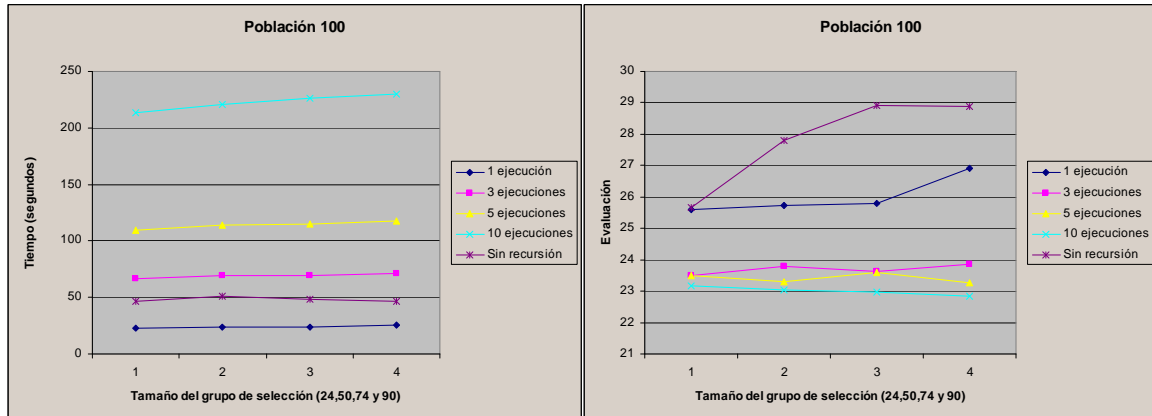 Población 100
250
200
150
100
50
0
1 2 3 4
Tiempo (segundos)
Tamaño del grupo de selección (24,50,74 y 90)
1 ejecución
3 ejecuciones
5 ejecuciones
10 ejecuciones
Sin recursión
Población 100
30
29
28
27
26
25
24
23
22
21
1 2 3 4
Evaluación
Tamaño del grupo de selección (24,50,74 y 90)
1 ejecución
3 ejecuciones
5 ejecuciones
10 ejecuciones
Sin recursión